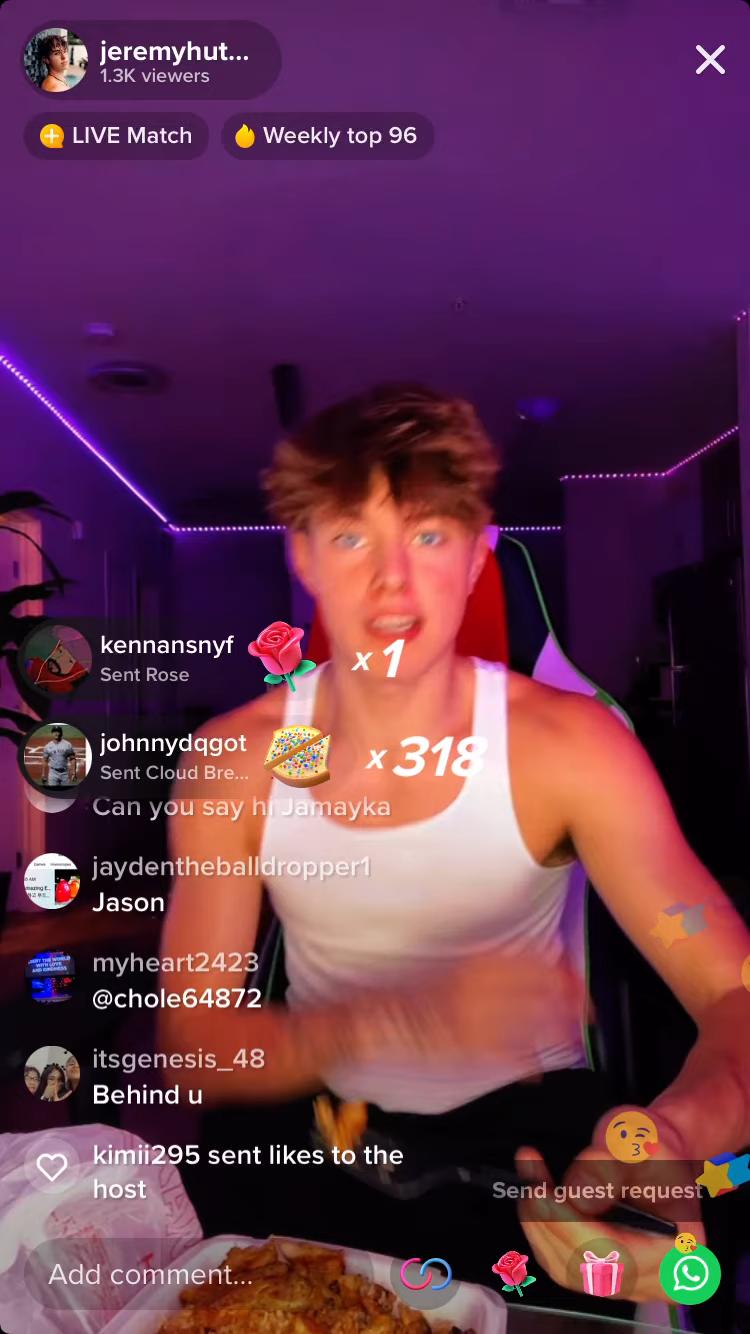 jeremyhut...
1.3K viewers
LIVE Match
Weekly top 96
kennansnyf
Sent Rose
x 1
johnnydqgot
Sent Cloud Bre...
x 318
Can you say hi Jamayka
jaydentheballdropper1
Jason
myheart2423
@chole64872
itsgenesis_48
Behind u
kimii295 sent likes to the
host
Send guest request
Add comment...